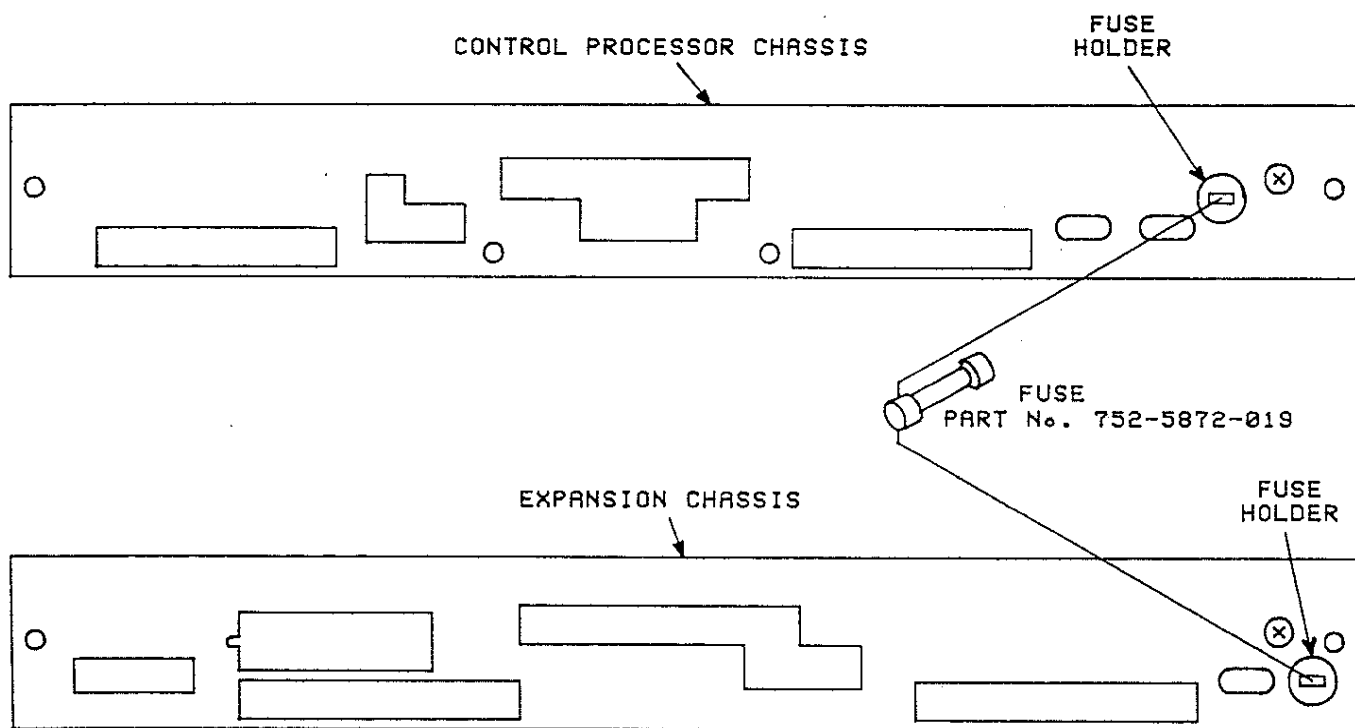 FUSE
HOLDER
CONTROL PROCESSOR CHASSIS
FUSE
PART No. 752-5872-019
EXPANSION CHASSIS
FUSE
HOLDER